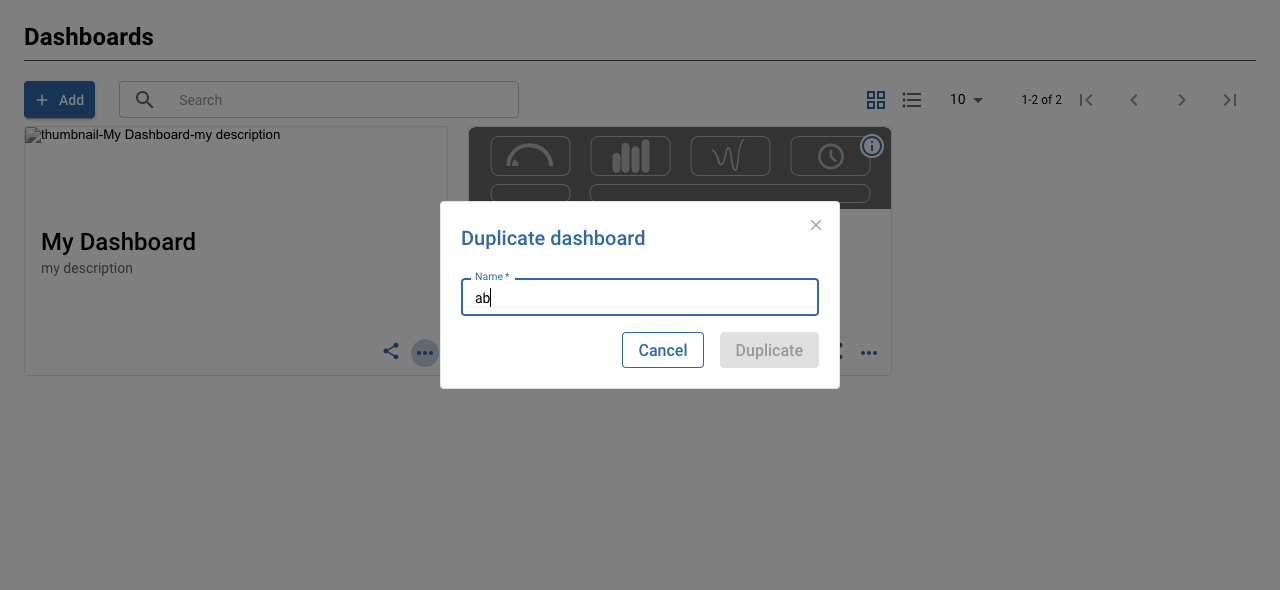 Dashboards
Add
Search
10
1-2 of 2
thumbnail-My Dashboard-my description
My Dashboard
my description
Duplicate dashboard
Name *
ab
Cancel
Duplicate